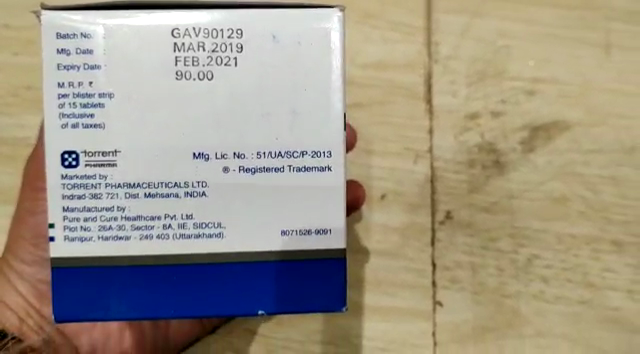 Batch No. : GAV90129
Mfg. Date : MAR.2019
Expiry Date : FEB.2021
M.R.P. ₹ 90.00
per blister strip
of 15 tablets
(Inclusive
of all taxes)
torrent
PHARMA
Mfg. Lic. No. : 51/UA/SC/P-2013
® - Registered Trademark
Marketed by :
TORRENT PHARMACEUTICALS LTD.
Indrad-382 721, Dist. Mehsana, INDIA.
Manufactured by :
Pure and Cure Healthcare Pvt. Ltd.
Plot No.: 26A-30, Sector - 8A, IIE, SIDCUL,
Ranipur, Haridwar - 249 403 (Uttarakhand).
8071526-9091